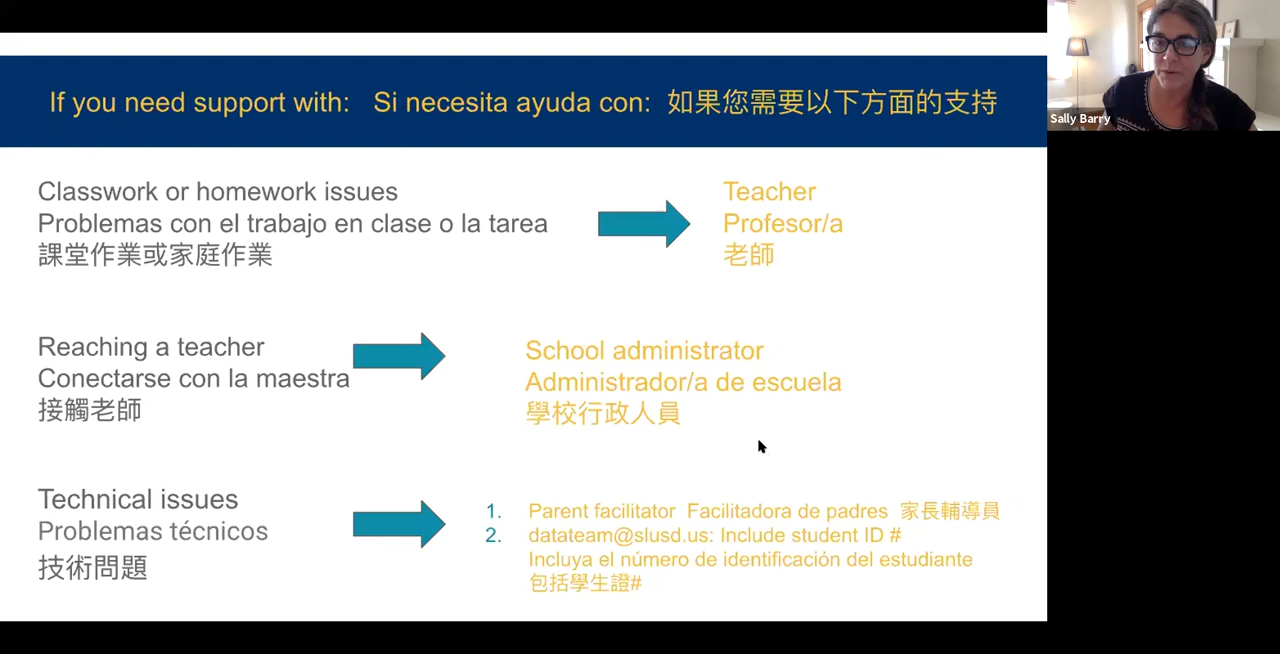 If you need support with: Si necesita ayuda con: 如果您需要以下方面的支持
Sally Barry
Classwork or homework issues
Problemas con el trabajo en clase o la tarea
課堂作業或家庭作業
Teacher
Profesor/a
老師
Reaching a teacher
Conectarse con la maestra
接觸老師
School administrator
Administrador/a de escuela
學校行政人員
Technical issues
Problemas técnicos
技術問題
1. Parent facilitator Facilitadora de padres 家長輔導員
2. datateam@slusd.us: Include student ID #
Incluya el número de identificación del estudiante
包括學生證#